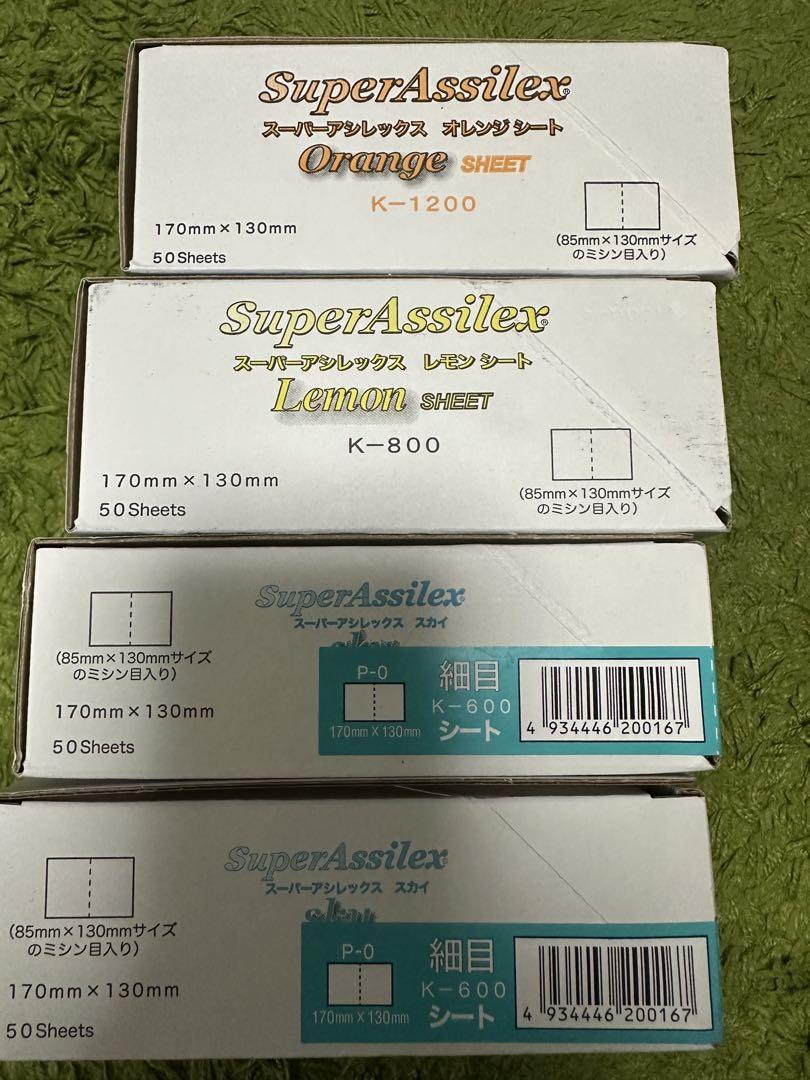 SuperAssilex®
スーパーアシレックス オレンジ シート
Orange SHEET
K-1200
170mm×130mm
50Sheets
(85mm×130mmサイズ
のミシン目入り)
SuperAssilex®
スーパーアシレックス レモン シート
Lemon SHEET
K-800
170mm×130mm
50Sheets
(85mm×130mmサイズ
のミシン目入り)
SuperAssilex®
スーパーアシレックス スカイ
(85mm×130mmサイズ
のミシン目入り)
170mm×130mm
50Sheets
P-0
170mm×130mm
細目
K-600
シート
4 934446 200167
SuperAssilex®
スーパーアシレックス スカイ
(85mm×130mmサイズ
のミシン目入り)
170mm×130mm
50Sheets
P-0
170mm×130mm
細目
K-600
シート
4 934446 200167